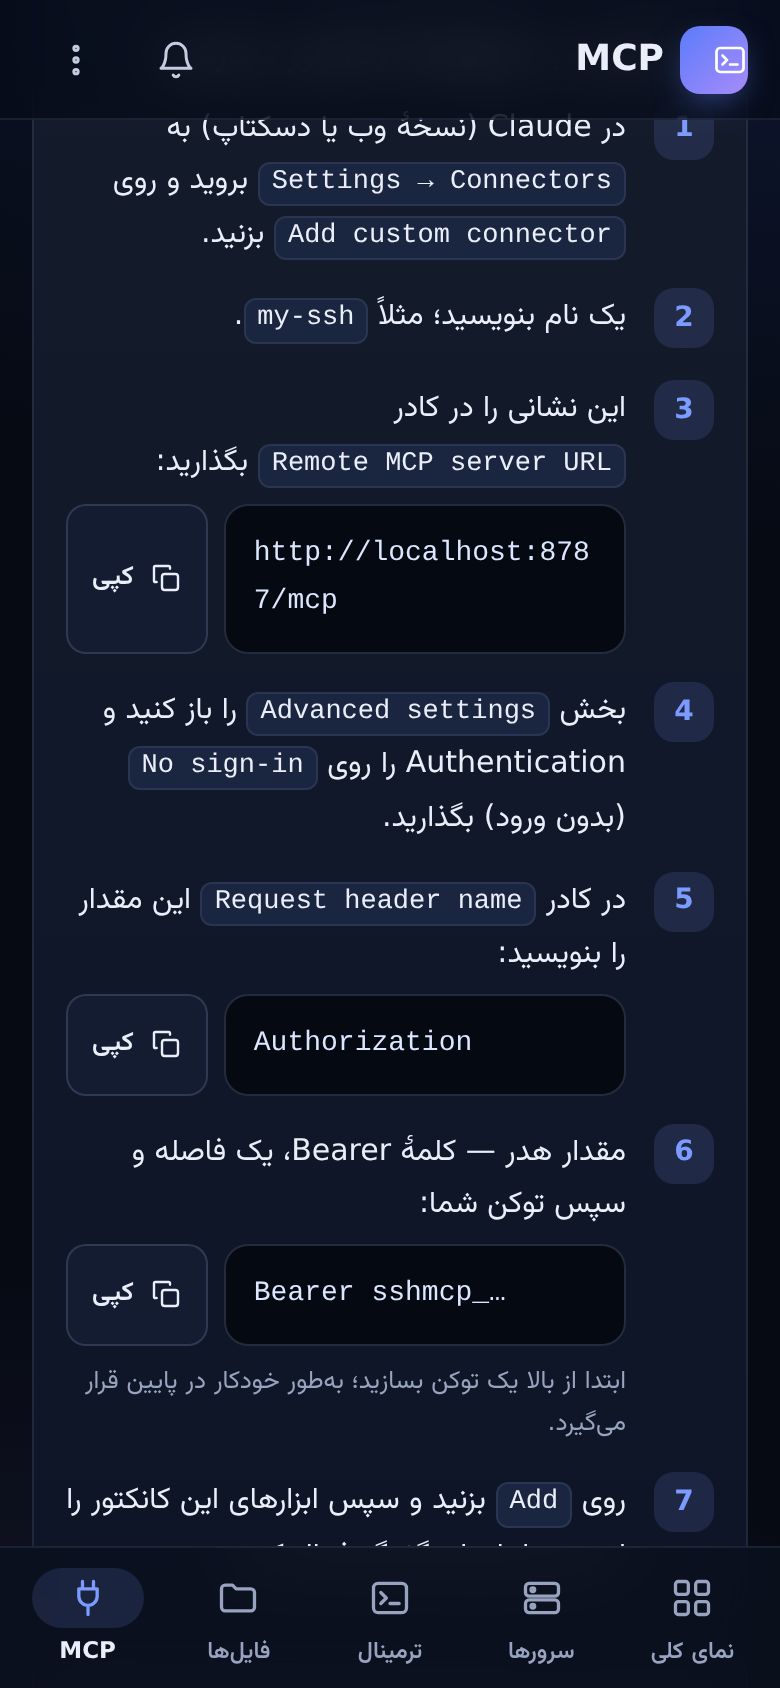 MCP
1
در Claude (نسخهٔ وب یا دسکتاپ) به
Settings → Connectors بروید و روی
Add custom connector بزنید.
2
یک نام بنویسید؛ مثلاً my-ssh.
3
این نشانی را در کادر
Remote MCP server URL بگذارید:
http://localhost:878
7/mcp
کپی
4
بخش Advanced settings را باز کنید و
Authentication را روی No sign-in
(بدون ورود) بگذارید.
5
در کادر Request header name این مقدار
را بنویسید:
Authorization
کپی
6
مقدار هدر — کلمهٔ Bearer، یک فاصله و
سپس توکن شما:
Bearer sshmcp_…
کپی
ابتدا از بالا یک توکن بسازید؛ به‌طور خودکار در پایین قرار
می‌گیرد.
7
روی Add بزنید و سپس ابزارهای این کانکتور را
نمای کلی
سرورها
ترمینال
فایل‌ها
MCP